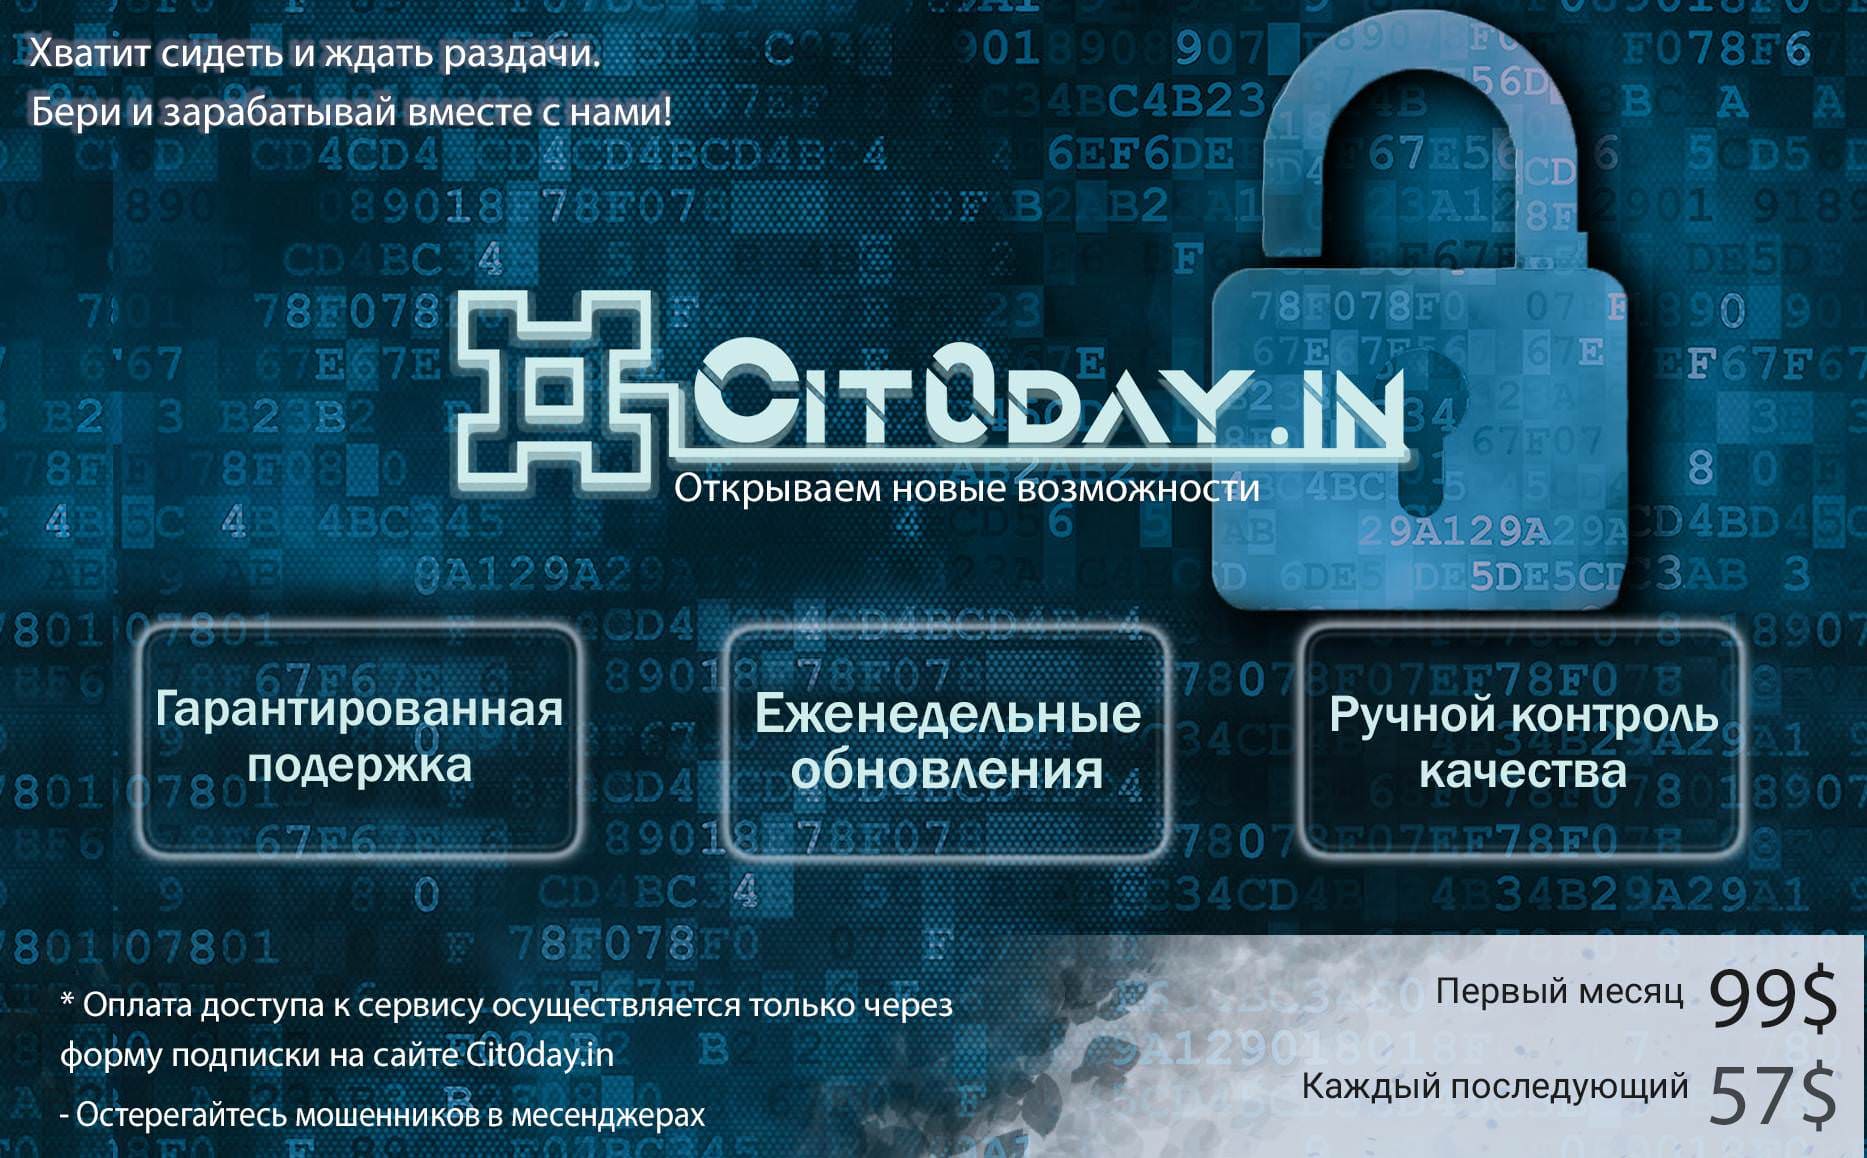 Хватит сидеть и ждать раздачи.
Бери и зарабатывай вместе с нами!
Cit0day.in
Открываем новые возможности
Гарантированная
подержка
Еженедельные
обновления
Ручной контроль
качества
* Оплата доступа к сервису осуществляется только через
форму подписки на сайте Cit0day.in
- Остерегайтесь мошенников в месенджерах
Первый месяц 99$
Каждый последующий 57$